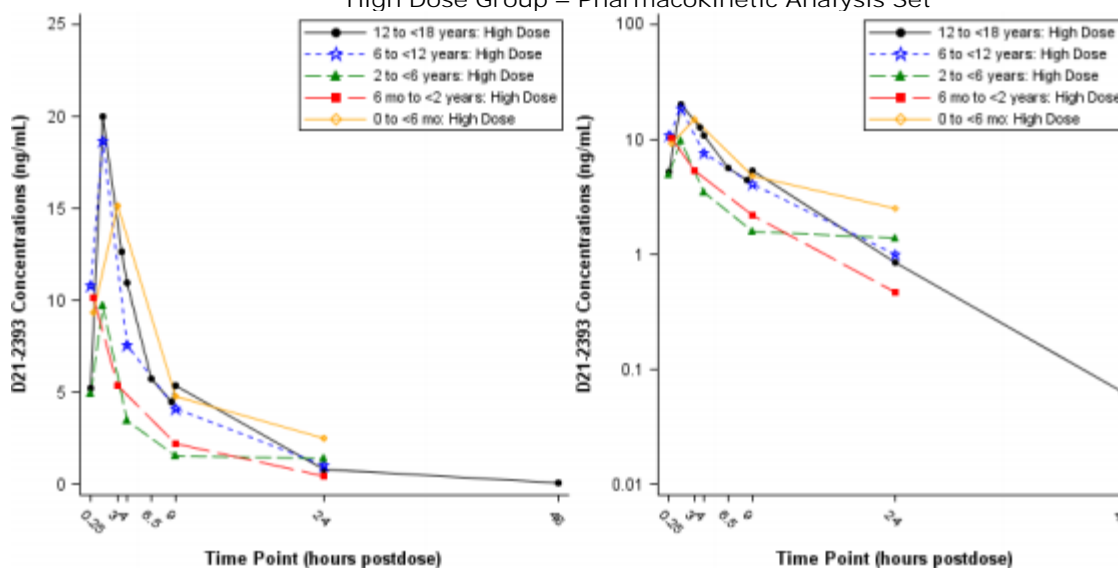 High Dose Group – Pharmacokinetic Analysis Set
25
20
15
10
5
0
D21-2393 Concentrations (ng/mL)
12 to <18 years: High Dose
6 to <12 years: High Dose
2 to <6 years: High Dose
6 mo to <2 years: High Dose
0 to <6 mo: High Dose
0.25
3
4
6.5
9
24
48
Time Point (hours postdose)
100
10
1
0.1
0.01
D21-2393 Concentrations (ng/mL)
12 to <18 years: High Dose
6 to <12 years: High Dose
2 to <6 years: High Dose
6 mo to <2 years: High Dose
0 to <6 mo: High Dose
0.25
3
4
6.5
9
24
Time Point (hours postdose)